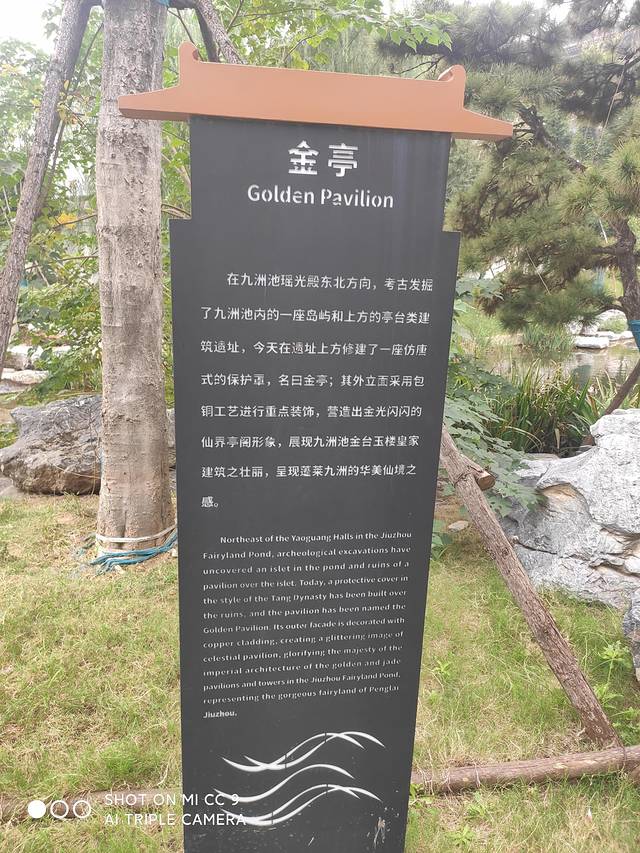 金亭
Golden Pavilion
在九洲池瑶光殿东北方向，考古发掘
了九洲池内的一座岛屿和上方的亭台类建
筑遗址，今天在遗址上方修建了一座仿唐
式的保护罩，名曰金亭；其外立面采用包
铜工艺进行重点装饰，营造出金光闪闪的
仙界亭阁形象，展现九洲池金台玉楼皇家
建筑之壮丽，呈现蓬莱九洲的华美仙境之
感。
Northeast of the Yaoguang Halls in the Jiuzhou
Fairyland Pond, archeological excavations have
uncovered an islet in the pond and ruins of a
pavilion over the islet. Today, a protective cover in
the style of the Tang Dynasty has been built over
the ruins, and the pavilion has been named the
Golden Pavilion. Its outer facade is decorated with
copper cladding, creating a glittering image of
celestial pavilion, glorifying the majesty of the
imperial architecture of the golden and jade
pavilions and towers in the Jiuzhou Fairyland Pond,
representing the gorgeous fairyland of Penglai
Jiuzhou.
SHOT ON MI CC 9
AI TRIPLE CAMERA